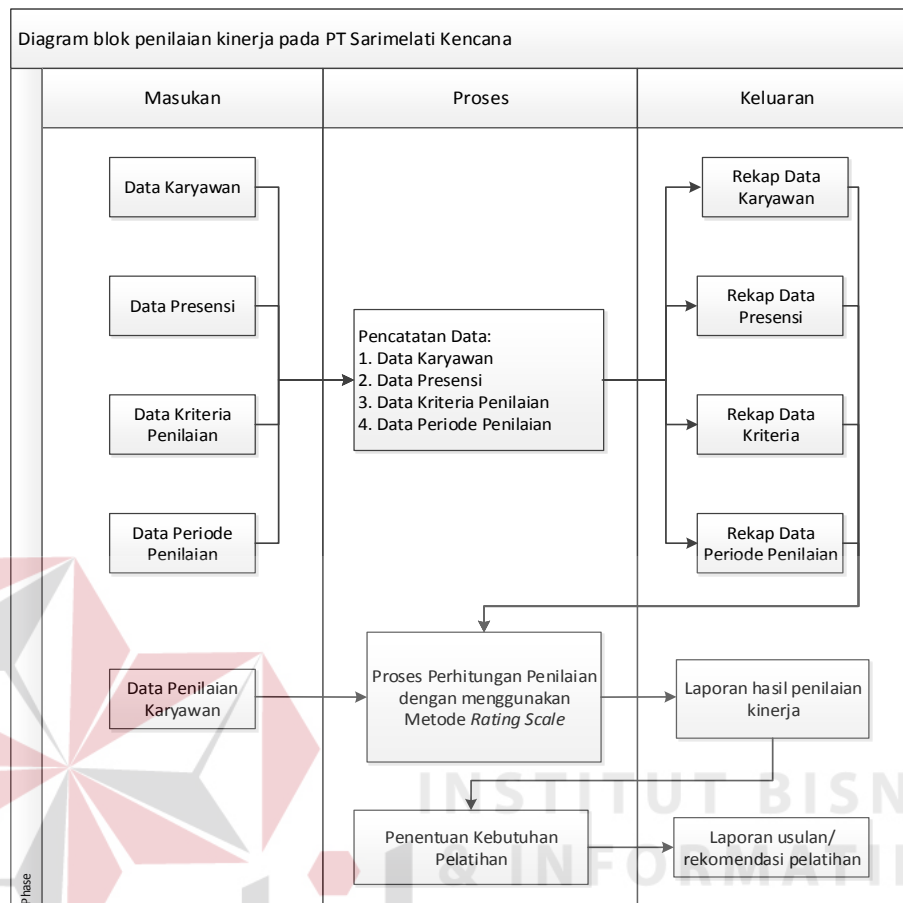 Diagram blok penilaian kinerja pada PT Sarimelati Kencana
Masukan
Proses
Keluaran
Data Karyawan
Data Presensi
Data Kriteria
Penilaian
Data Periode
Penilaian
Pencatatan Data:
1. Data Karyawan
2. Data Presensi
3. Data Kriteria Penilaian
4. Data Periode Penilaian
Rekap Data
Karyawan
Rekap Data
Presensi
Rekap Data
Kriteria
Rekap Data
Periode Penilaian
Data Penilaian
Karyawan
Proses Perhitungan Penilaian
dengan menggunakan
Metode Rating Scale
Laporan hasil penilaian
kinerja
Penentuan Kebutuhan
Pelatihan
Laporan usulan/
rekomendasi pelatihan
Phase
INSTITUT BISN
& INFORMATI